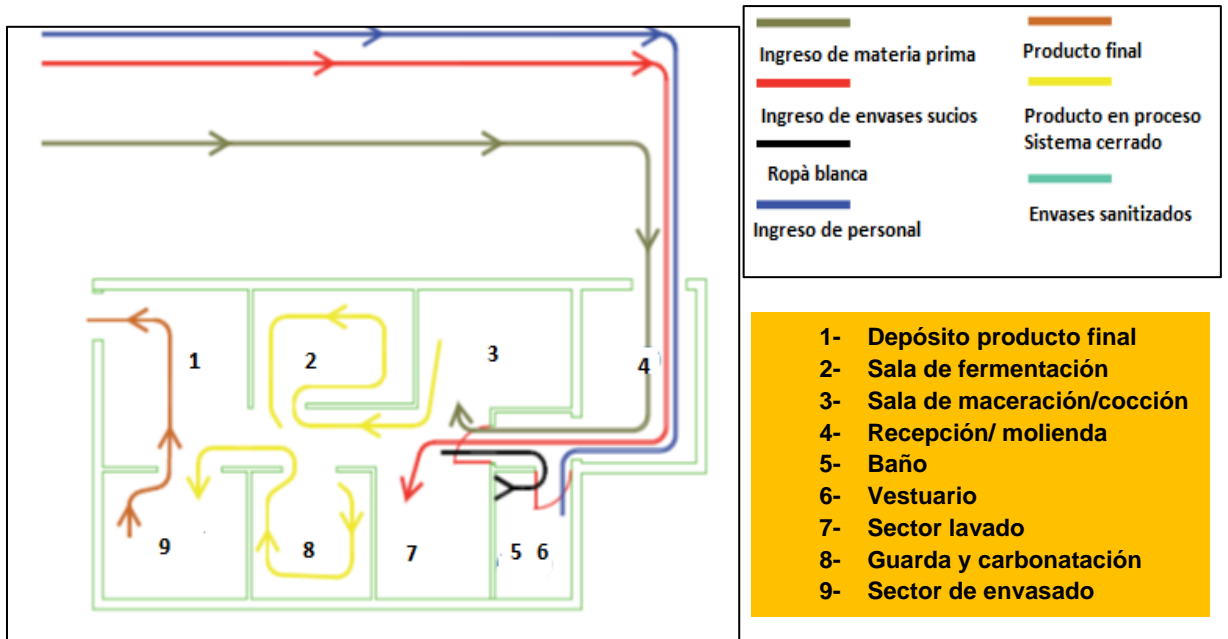 Ingreso de materia prima
Producto final
Ingreso de envases sucios
Producto en proceso
Sistema cerrado
Ropà blanca
Ingreso de personal
Envases sanitizados
1
2
3
4
5 6
7
8
9
1- Depósito producto final
2- Sala de fermentación
3- Sala de maceración/cocción
4- Recepción/ molienda
5- Baño
6- Vestuario
7- Sector lavado
8- Guarda y carbonatación
9- Sector de envasado